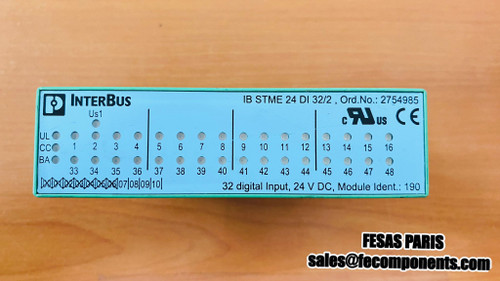 INTERBUS
IB STME 24 DI 32/2 , Ord.No.: 2754985
Us1
c UL US CE
UL
CC 1 2 3 4 5 6 7 8 9 10 11 12 13 14 15 16
BA
33 34 35 36 37 38 39 40 41 42 43 44 45 46 47 48
07|08|09|10|
32 digital Input, 24 V DC, Module Ident.: 190
FESAS PARIS
sales@fecomponents.com